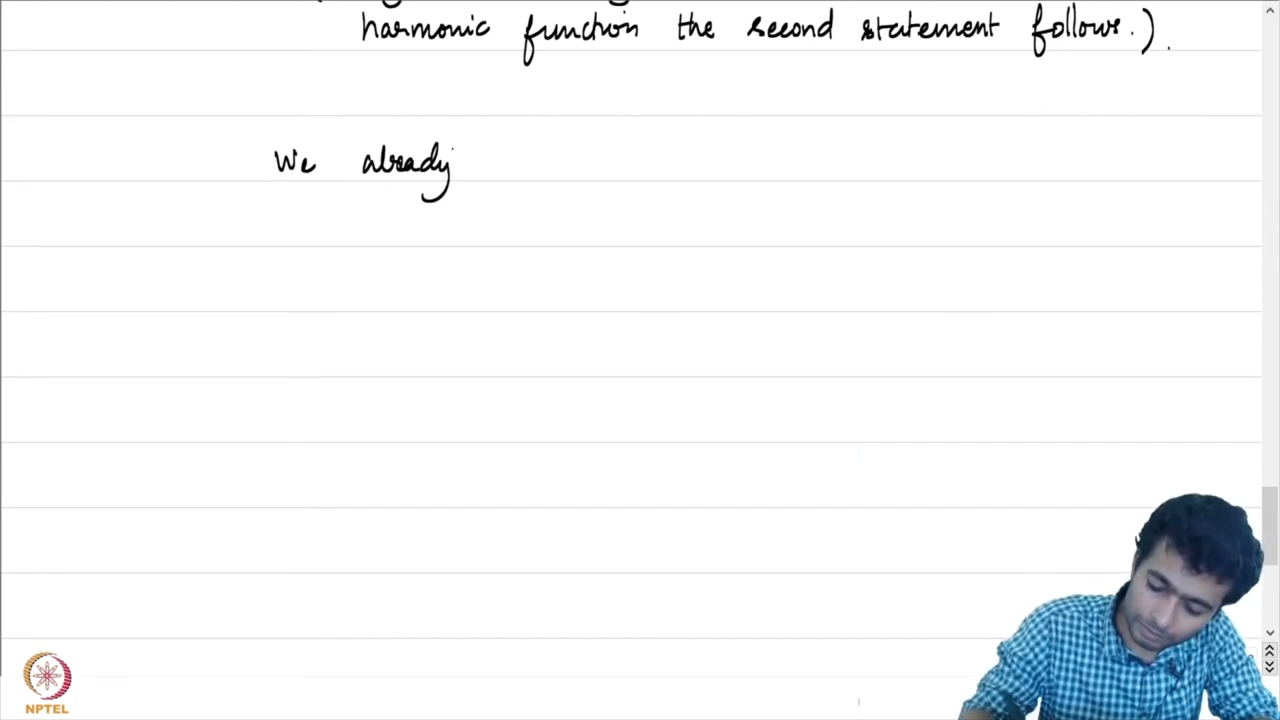 harmonic function the second statement follows.).
We already
NPTEL